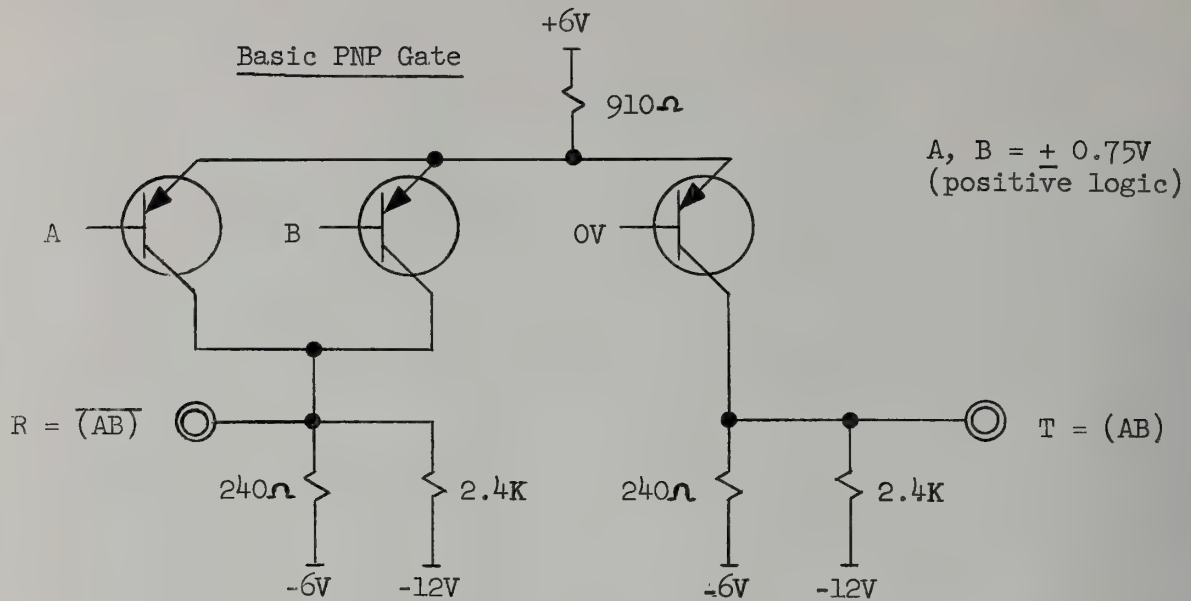 +6V
Basic PNP Gate
910Ω
A, B = ± 0.75V
(positive logic)
A
B
0V
R = \overline{(AB)}
T = (AB)
240Ω
2.4K
240Ω
2.4K
-6V
-12V
-6V
-12V